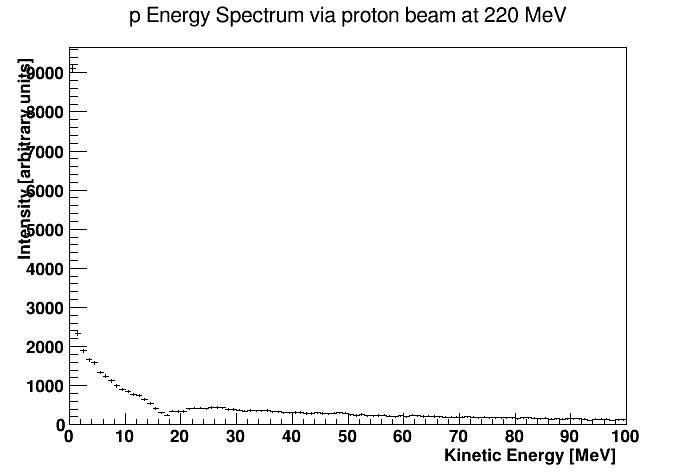 p Energy Spectrum via proton beam at 220 MeV
Intensity [arbitrary units]
9000
8000
7000
6000
5000
4000
3000
2000
1000
0
0 10 20 30 40 50 60 70 80 90 100
Kinetic Energy [MeV]